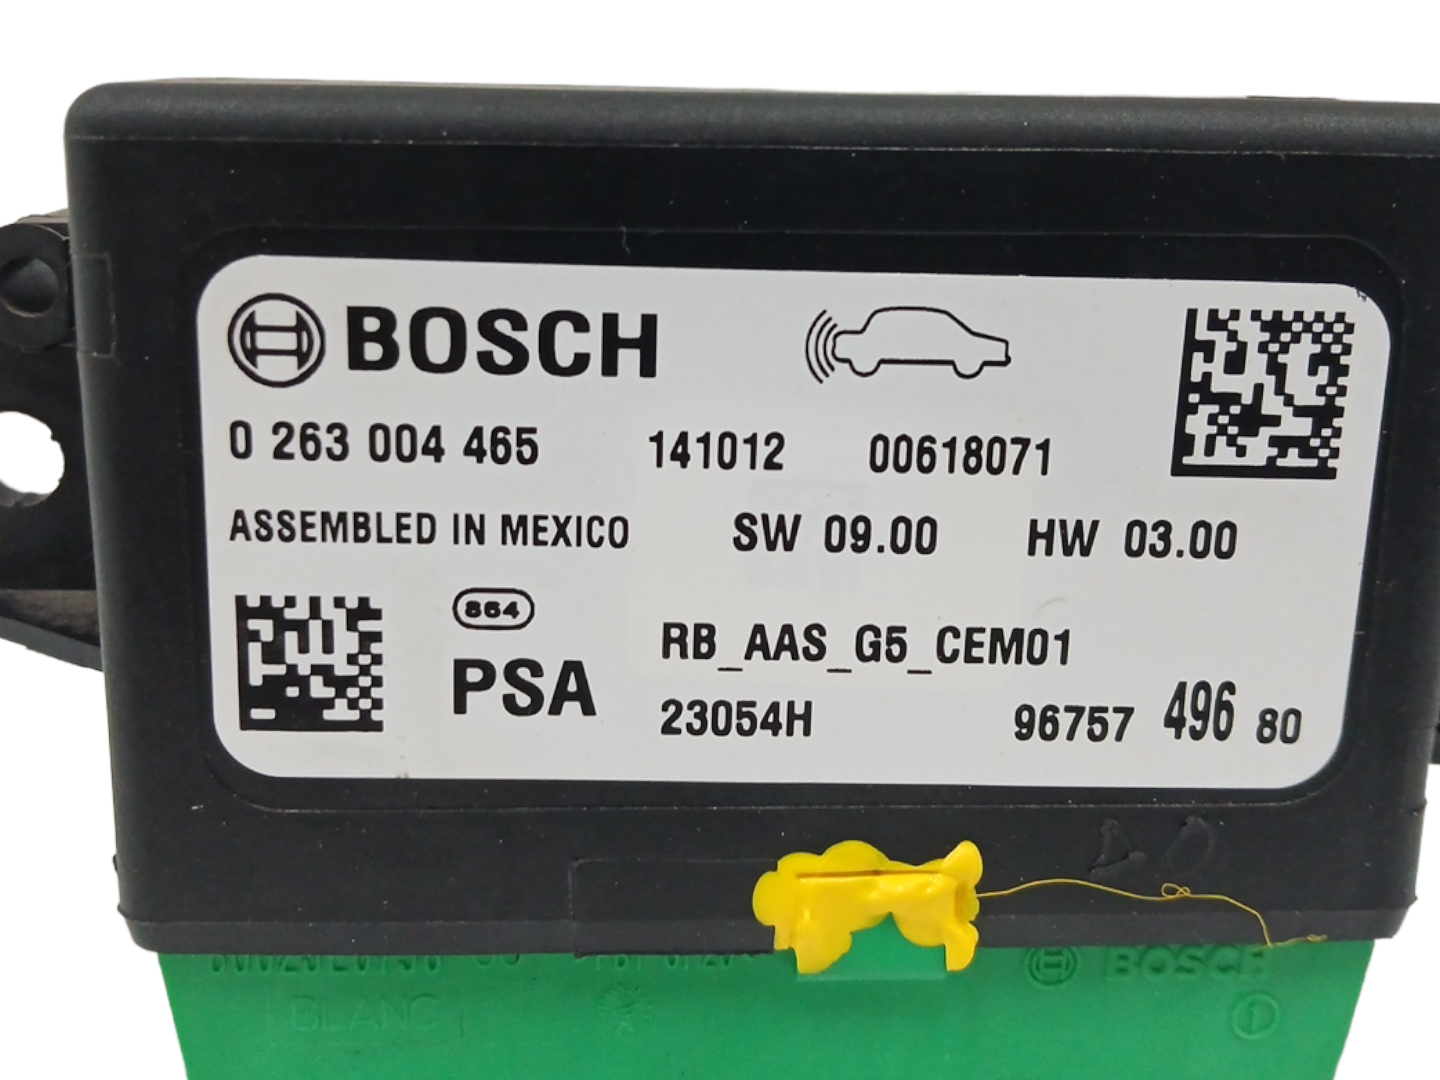 BOSCH
0 263 004 465 141012 00618071
ASSEMBLED IN MEXICO SW 09.00 HW 03.00
864
PSA
RB_AAS_G5_CEM01
23054H 96757 496 80
BOSCH
BLANC